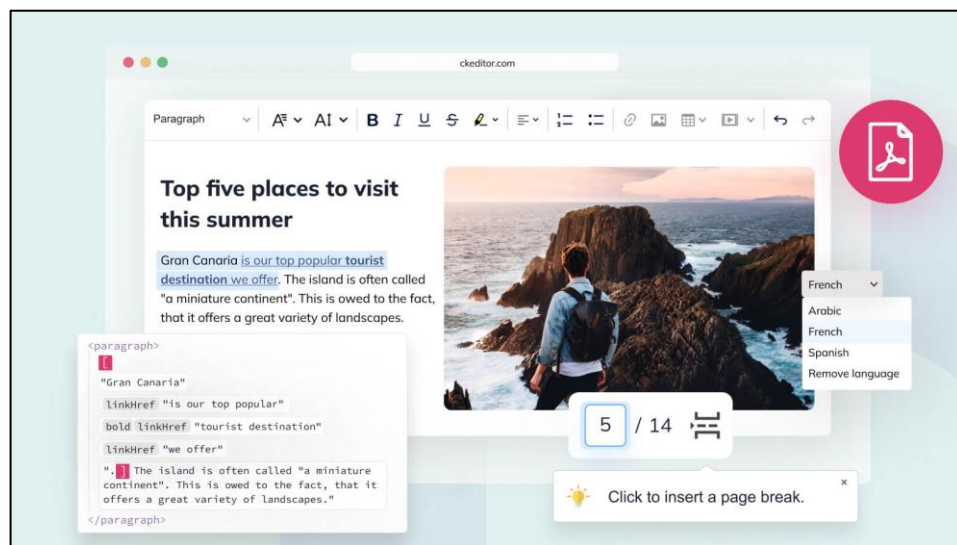 ckeditor.com
Paragraph
A AI B I U S
Top five places to visit
this summer
Gran Canaria is our top popular tourist
destination we offer. The island is often called
"a miniature continent". This is owed to the fact,
that it offers a great variety of landscapes.
French
Arabic
French
Spanish
Remove language
<paragraph>
[
"Gran Canaria"
linkHref "is our top popular"
bold linkHref "tourist destination"
linkHref "we offer"
".] The island is often called "a miniature
continent". This is owed to the fact, that it
offers a great variety of landscapes."
</paragraph>
5 / 14
Click to insert a page break.